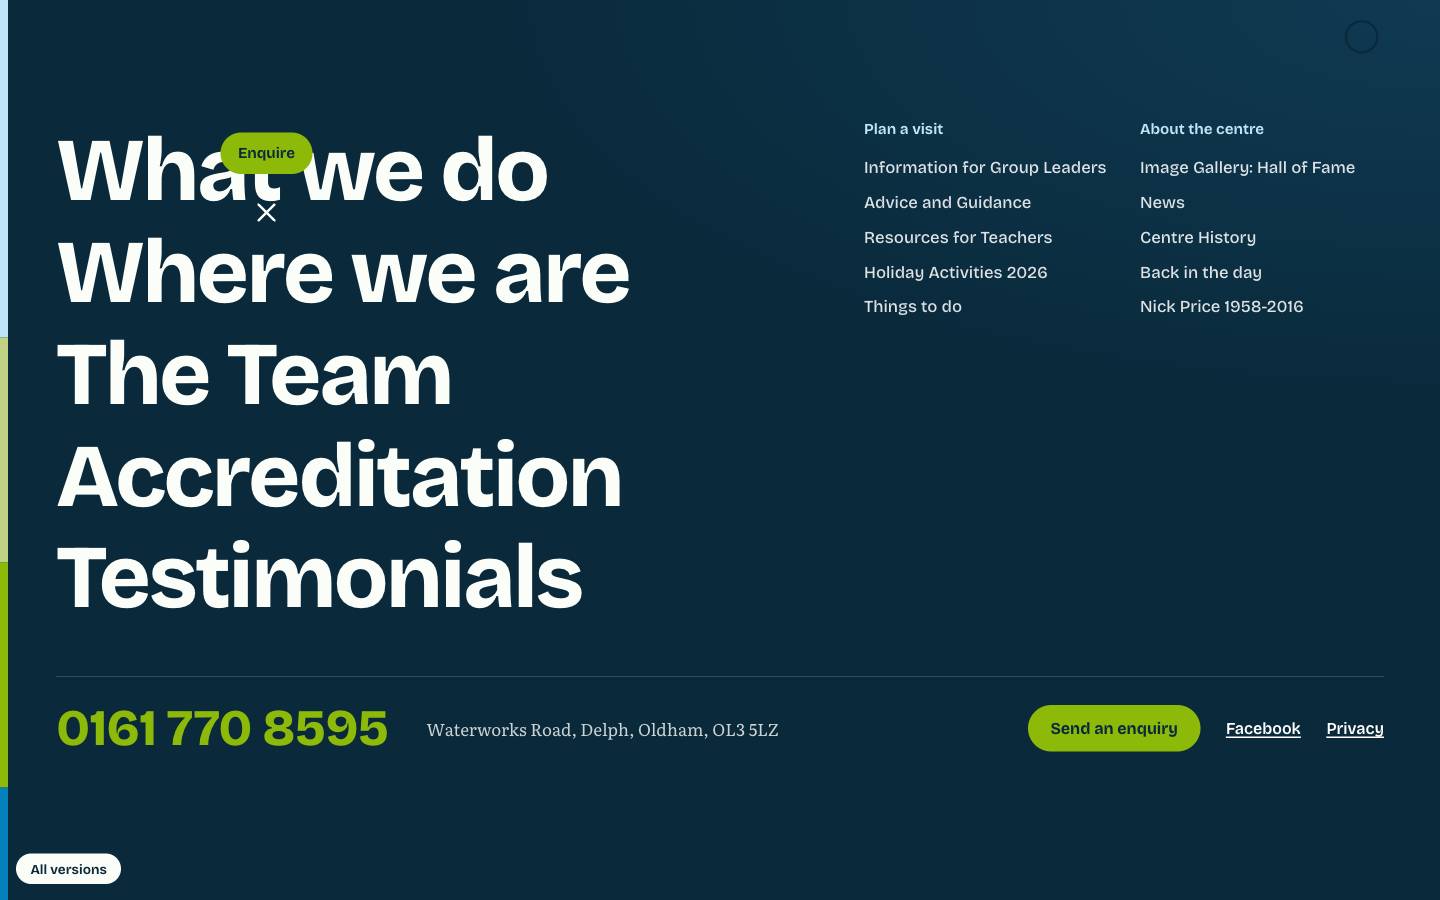 What we do
Enquire
Where we are
The Team
Accreditation
Testimonials
Plan a visit
Information for Group Leaders
Advice and Guidance
Resources for Teachers
Holiday Activities 2026
Things to do
About the centre
Image Gallery: Hall of Fame
News
Centre History
Back in the day
Nick Price 1958-2016
0161 770 8595
Waterworks Road, Delph, Oldham, OL3 5LZ
Send an enquiry
Facebook
Privacy
All versions